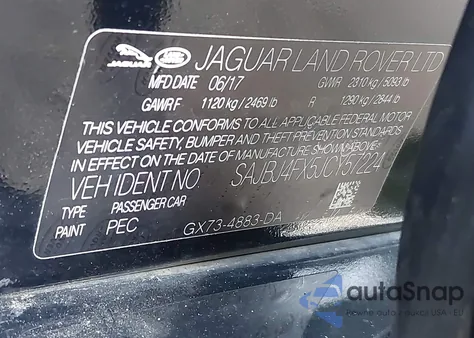 JAGUAR LAND ROVER JAGUAR LAND ROVER LTD
MFD DATE 06/17 GVWR 2310 kg / 5093 lb
GAWR F 1120 kg / 2469 lb R 1290 kg / 2844 lb
THIS VEHICLE CONFORMS TO ALL APPLICABLE FEDERAL MOTOR
VEHICLE SAFETY, BUMPER AND THEFT PREVENTION STANDARDS
IN EFFECT ON THE DATE OF MANUFACTURE SHOWN ABOVE.
VEH IDENT NO. SAJBJ4FX5JCY57224
TYPE PASSENGER CAR
PAINT PEC GX73-4883-DA
autoSnap